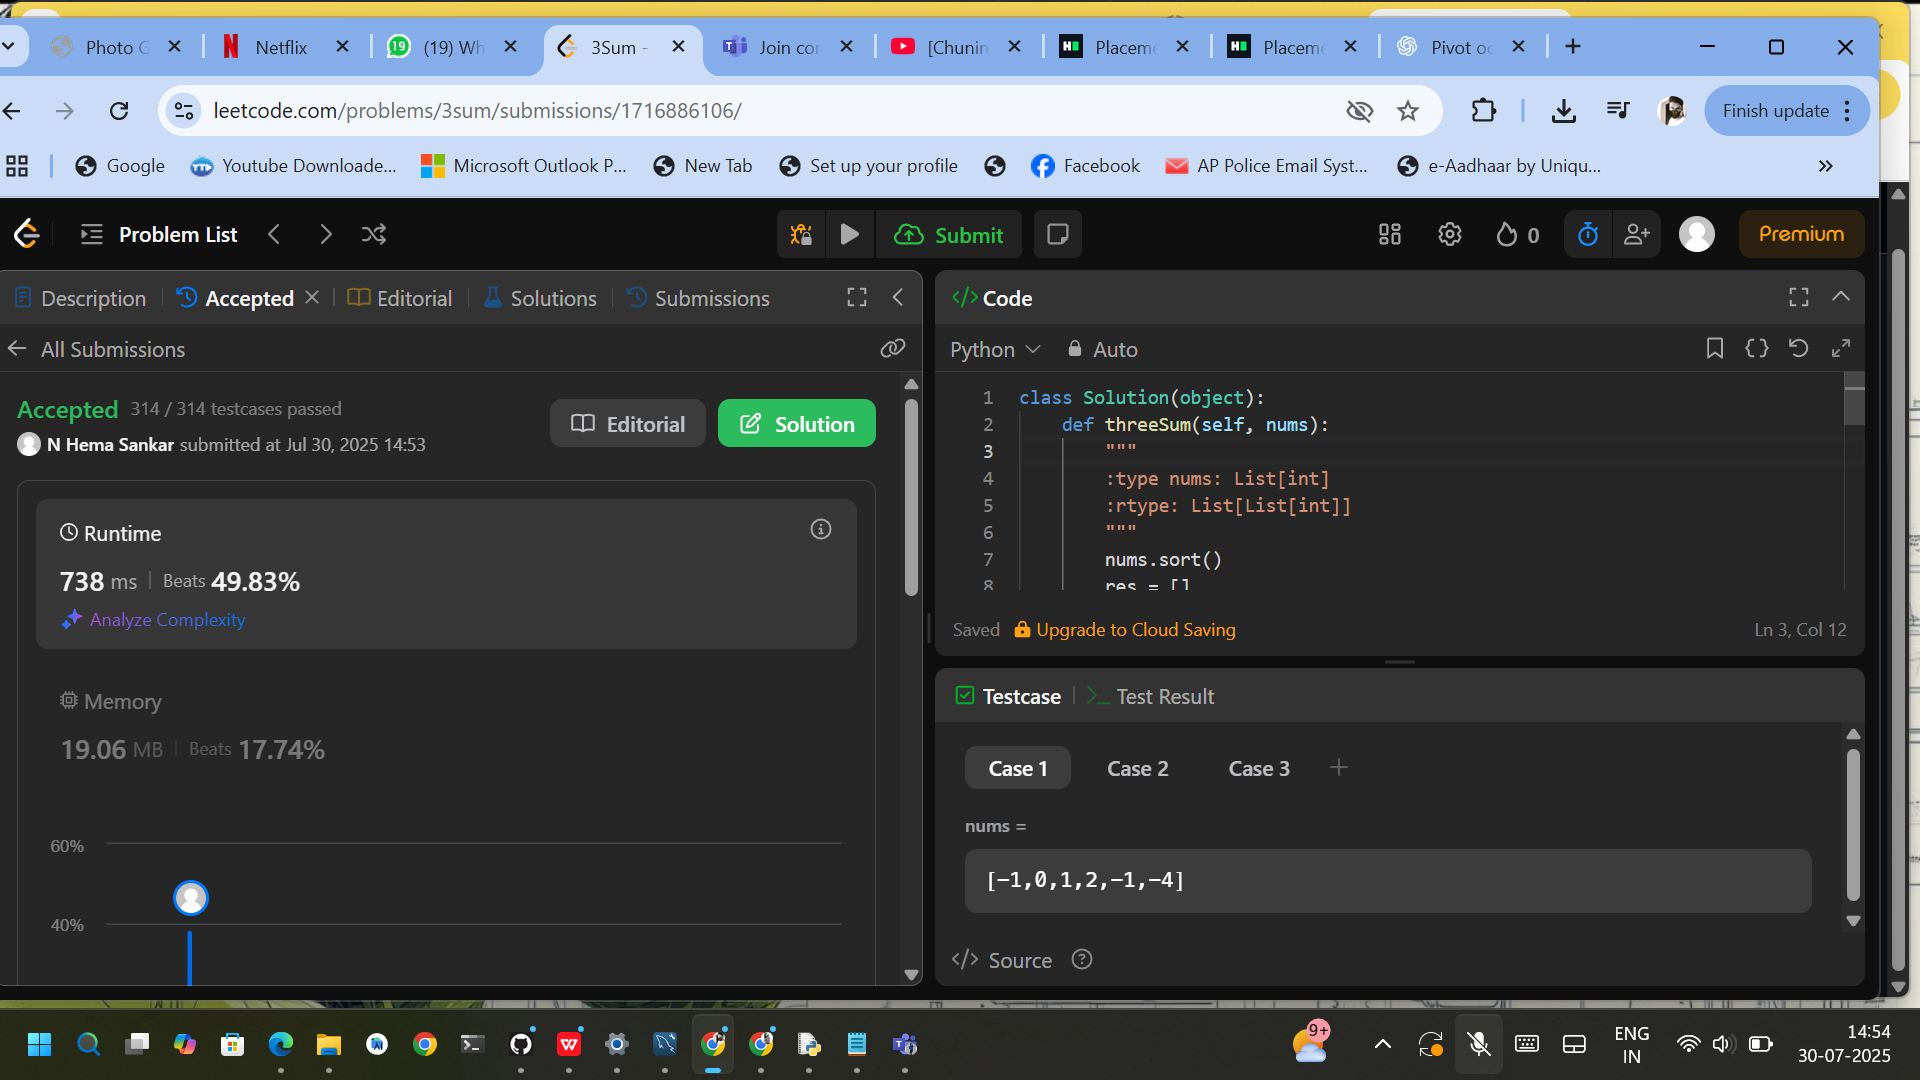 Photo G
Netflix
(19) Wh
3Sum -
Join cor
[Chunin
Placeme
Placeme
Pivot oc
leetcode.com/problems/3sum/submissions/1716886106/
Finish update
Google
Youtube Downloade...
Microsoft Outlook P...
New Tab
Set up your profile
Facebook
AP Police Email Syst...
e-Aadhaar by Uniqu...
Problem List
Submit
0
Premium
Description
Accepted
Editorial
Solutions
Submissions
All Submissions
Accepted 314 / 314 testcases passed
N Hema Sankar submitted at Jul 30, 2025 14:53
Editorial
Solution
Runtime
738 ms
Beats 49.83%
Analyze Complexity
Memory
19.06 MB
Beats 17.74%
60%
40%
</> Code
Python
Auto
1 class Solution(object):
2 def threeSum(self, nums):
3 """
4 :type nums: List[int]
5 :rtype: List[List[int]]
6 """
7 nums.sort()
8 res = []
Saved
Upgrade to Cloud Saving
Ln 3, Col 12
Testcase
Test Result
Case 1
Case 2
Case 3
nums =
[-1,0,1,2,-1,-4]
</> Source
9+
ENG
IN
14:54
30-07-2025